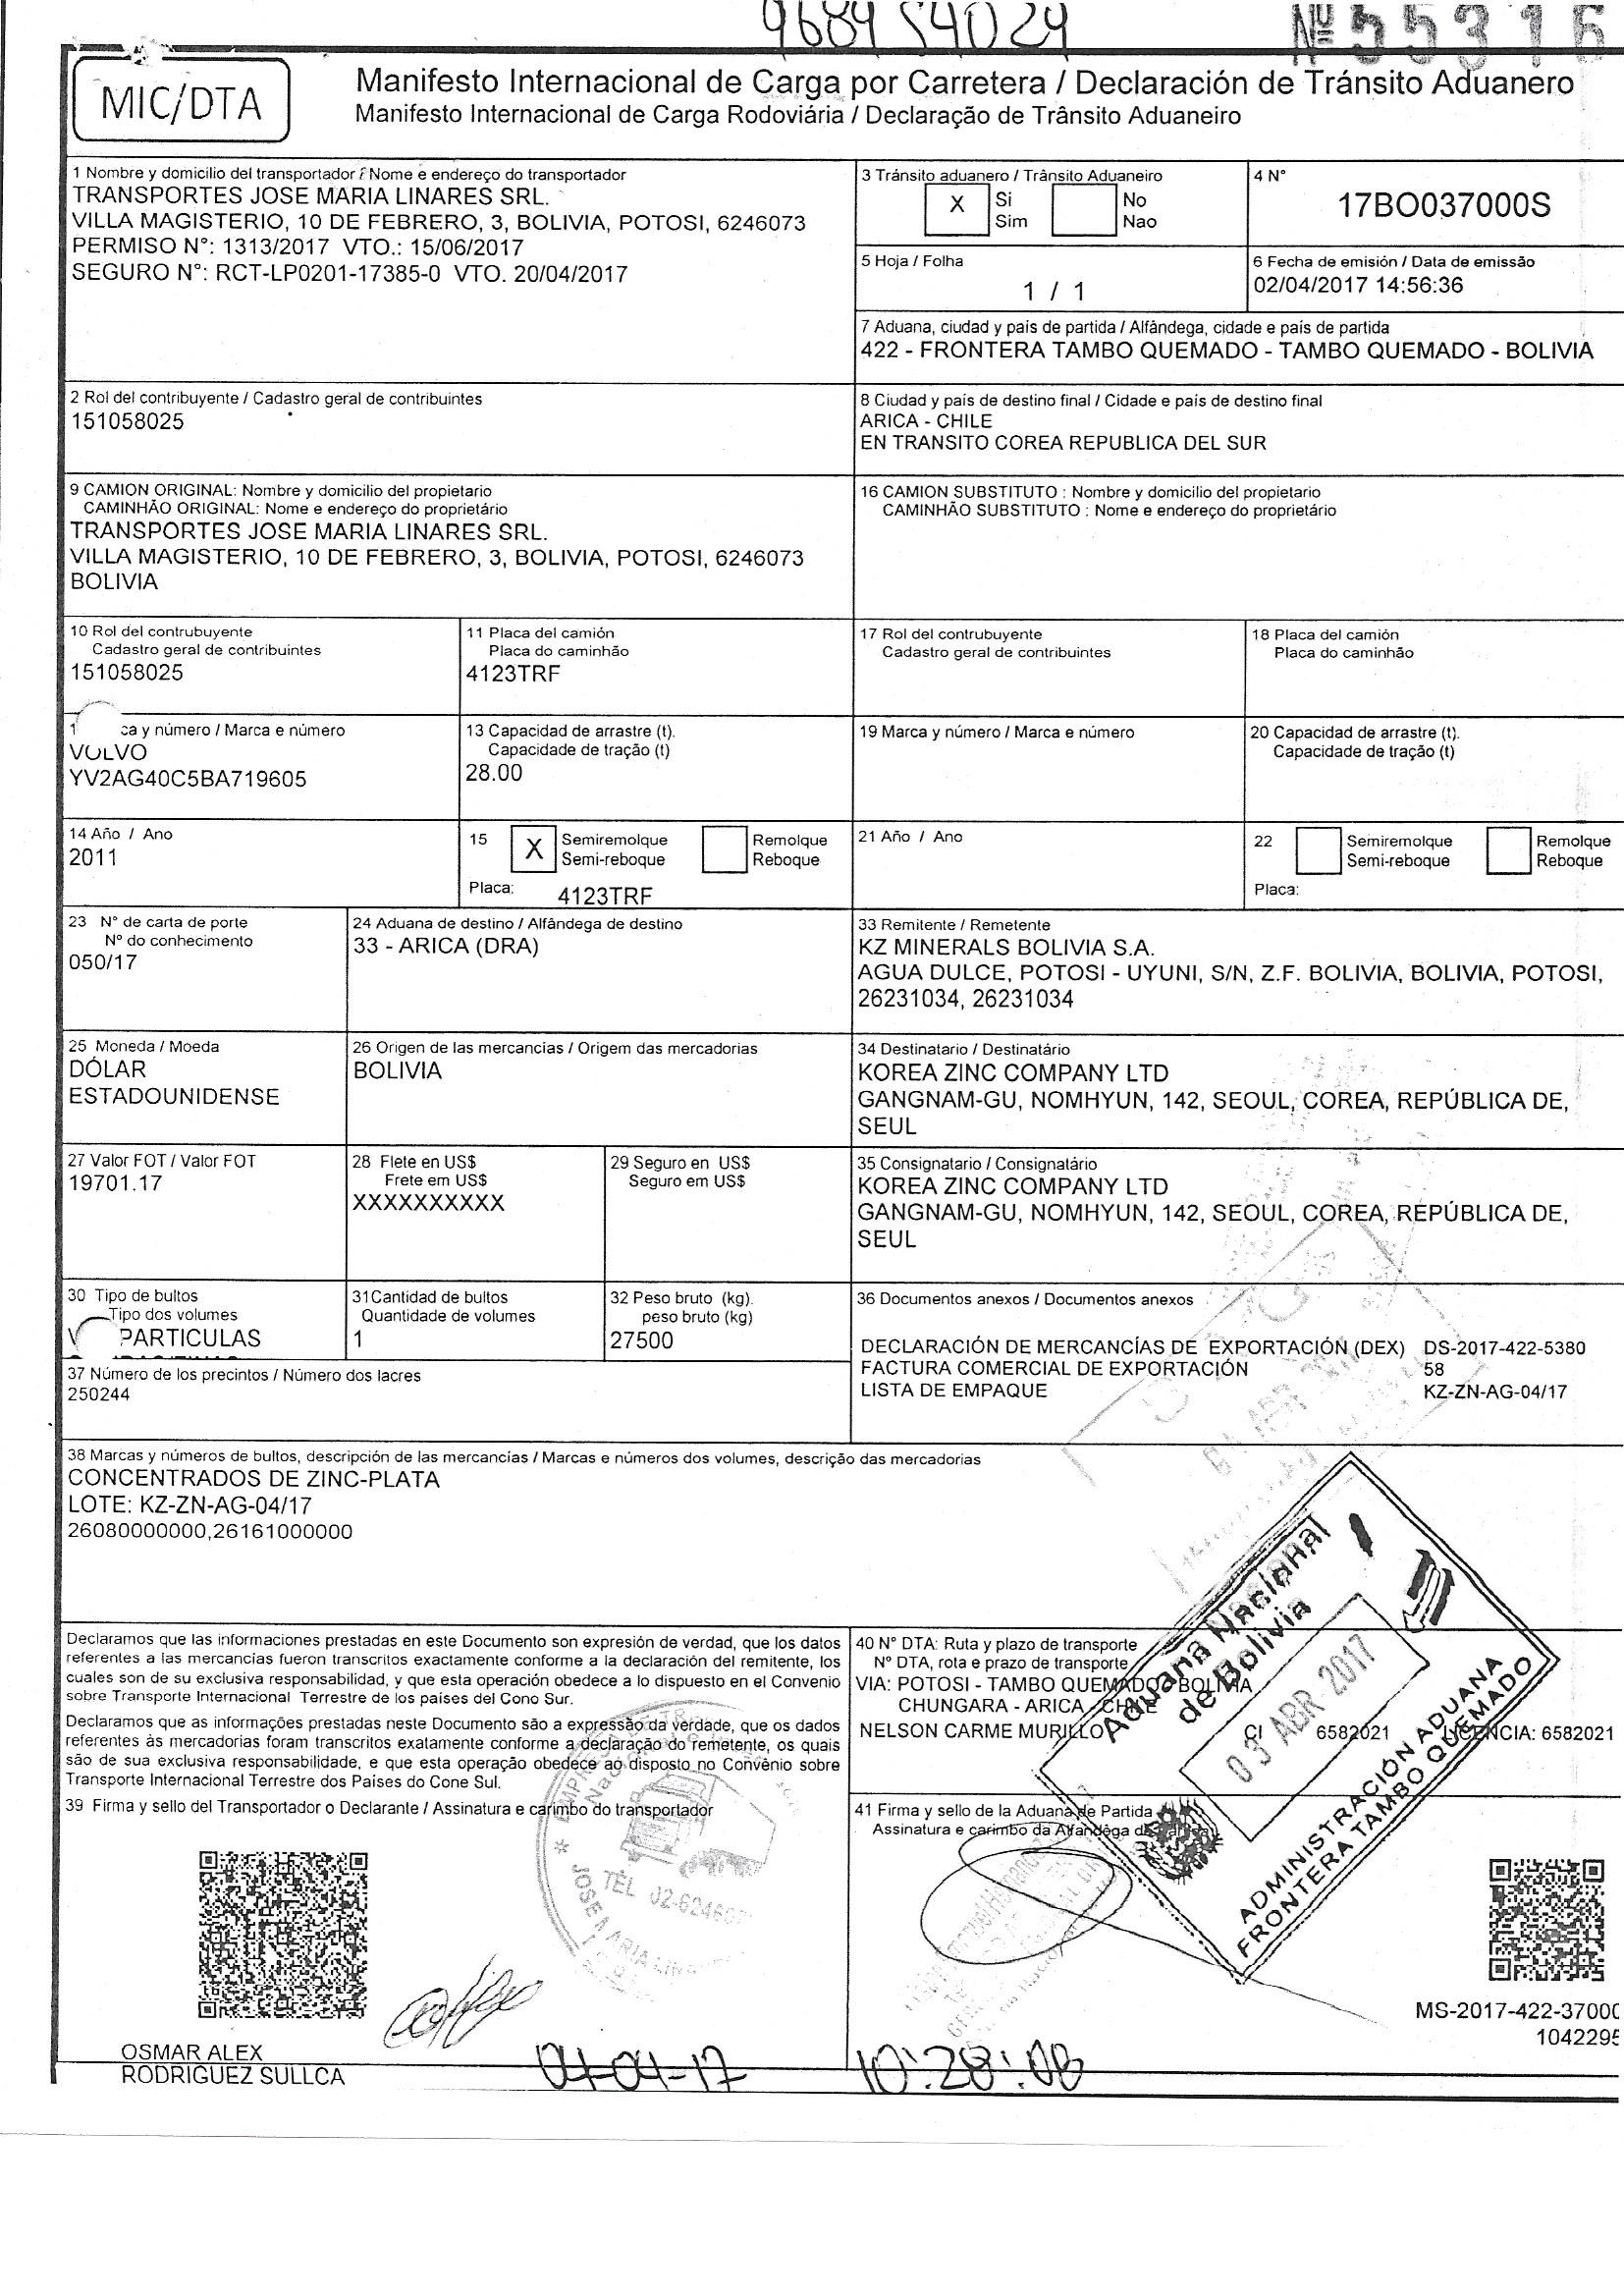 9684 54024
Nº 55316
MIC/DTA
Manifesto Internacional de Carga por Carretera / Declaración de Tránsito Aduanero
Manifesto Internacional de Carga Rodoviária / Declaração de Trânsito Aduaneiro
1 Nombre y domicilio del transportador / Nome e endereço do transportador
TRANSPORTES JOSE MARIA LINARES SRL.
VILLA MAGISTERIO, 10 DE FEBRERO, 3, BOLIVIA, POTOSI, 6246073
PERMISO N°: 1313/2017 VTO.: 15/06/2017
SEGURO N°: RCT-LP0201-17385-0 VTO. 20/04/2017
3 Tránsito aduanero / Trânsito Aduaneiro
X Si No
Sim Nao
4 N°
17BO037000S
5 Hoja / Folha
1 / 1
6 Fecha de emisión / Data de emissão
02/04/2017 14:56:36
7 Aduana, ciudad y país de partida / Alfândega, cidade e país de partida
422 - FRONTERA TAMBO QUEMADO - TAMBO QUEMADO - BOLIVIA
2 Rol del contribuyente / Cadastro geral de contribuintes
151058025
8 Ciudad y país de destino final / Cidade e país de destino final
ARICA - CHILE
EN TRANSITO COREA REPUBLICA DEL SUR
9 CAMION ORIGINAL: Nombre y domicilio del propietario
CAMINHÃO ORIGINAL: Nome e endereço do proprietário
TRANSPORTES JOSE MARIA LINARES SRL.
VILLA MAGISTERIO, 10 DE FEBRERO, 3, BOLIVIA, POTOSI, 6246073
BOLIVIA
16 CAMION SUBSTITUTO : Nombre y domicilio del propietario
CAMINHÃO SUBSTITUTO : Nome e endereço do proprietário
10 Rol del contrubuyente
Cadastro geral de contribuintes
151058025
11 Placa del camión
Placa do caminhão
4123TRF
17 Rol del contrubuyente
Cadastro geral de contribuintes
18 Placa del camión
Placa do caminhão
1 ca y número / Marca e número
VOLVO
YV2AG40C5BA719605
13 Capacidad de arrastre (t).
Capacidade de tração (t)
28.00
19 Marca y número / Marca e número
20 Capacidad de arrastre (t).
Capacidade de tração (t)
14 Año / Ano
2011
15 X Semiremolque Remolque
Semi-reboque Reboque
Placa: 4123TRF
21 Año / Ano
22 Semiremolque Remolque
Semi-reboque Reboque
Placa:
23 N° de carta de porte
N° do conhecimento
050/17
24 Aduana de destino / Alfândega de destino
33 - ARICA (DRA)
33 Remitente / Remetente
KZ MINERALS BOLIVIA S.A.
AGUA DULCE, POTOSI - UYUNI, S/N, Z.F. BOLIVIA, BOLIVIA, POTOSI,
26231034, 26231034
25 Moneda / Moeda
DÓLAR
ESTADOUNIDENSE
26 Origen de las mercancías / Origem das mercadorias
BOLIVIA
34 Destinatario / Destinatário
KOREA ZINC COMPANY LTD
GANGNAM-GU, NOMHYUN, 142, SEOUL, COREA, REPÚBLICA DE,
SEUL
27 Valor FOT / Valor FOT
19701.17
28 Flete en US$
Frete em US$
XXXXXXXXXX
29 Seguro en US$
Seguro em US$
35 Consignatario / Consignatário
KOREA ZINC COMPANY LTD
GANGNAM-GU, NOMHYUN, 142, SEOUL, COREA, REPÚBLICA DE,
SEUL
30 Tipo de bultos
Tipo dos volumes
PARTICULAS
31 Cantidad de bultos
Quantidade de volumes
1
32 Peso bruto (kg).
peso bruto (kg)
27500
36 Documentos anexos / Documentos anexos
DECLARACIÓN DE MERCANCÍAS DE EXPORTACIÓN (DEX) DS-2017-422-5380
FACTURA COMERCIAL DE EXPORTACIÓN 58
LISTA DE EMPAQUE KZ-ZN-AG-04/17
37 Número de los precintos / Número dos lacres
250244
38 Marcas y números de bultos, descripción de las mercancías / Marcas e números dos volumes, descrição das mercadorias
CONCENTRADOS DE ZINC-PLATA
LOTE: KZ-ZN-AG-04/17
26080000000,26161000000
Declaramos que las informaciones prestadas en este Documento son expresión de verdad, que los datos
referentes a las mercancías fueron transcritos exactamente conforme a la declaración del remitente, los
cuales son de su exclusiva responsabilidad, y que esta operación obedece a lo dispuesto en el Convenio
sobre Transporte Internacional Terrestre de los países del Cono Sur.
Declaramos que as informações prestadas neste Documento são a expressão da verdade, que os dados
referentes às mercadorias foram transcritos exatamente conforme a declaração do remetente, os quais
são de sua exclusiva responsabilidade, e que esta operação obedece ao disposto no Convênio sobre
Transporte Internacional Terrestre dos Países do Cone Sul.
39 Firma y sello del Transportador o Declarante / Assinatura e carimbo do transportador
TEL 02-6246
JOSE MARIA
OSMAR ALEX
RODRIGUEZ SULLCA
04-04-17
40 N° DTA: Ruta y plazo de transporte
N° DTA, rota e prazo de transporte
VIA: POTOSI - TAMBO QUEMADO - BOLIVIA
CHUNGARA - ARICA - CHILE
NELSON CARME MURILLO CI 6582021 LICENCIA: 6582021
Aduana Nacional
de Bolivia
03 ABR 2017
ADMINISTRACIÓN ADUANA
FRONTERA TAMBO QUEMADO
41 Firma y sello de la Aduana de Partida
Assinatura e carimbo da Alfandêga de
MS-2017-422-37000
104229
10:28:08